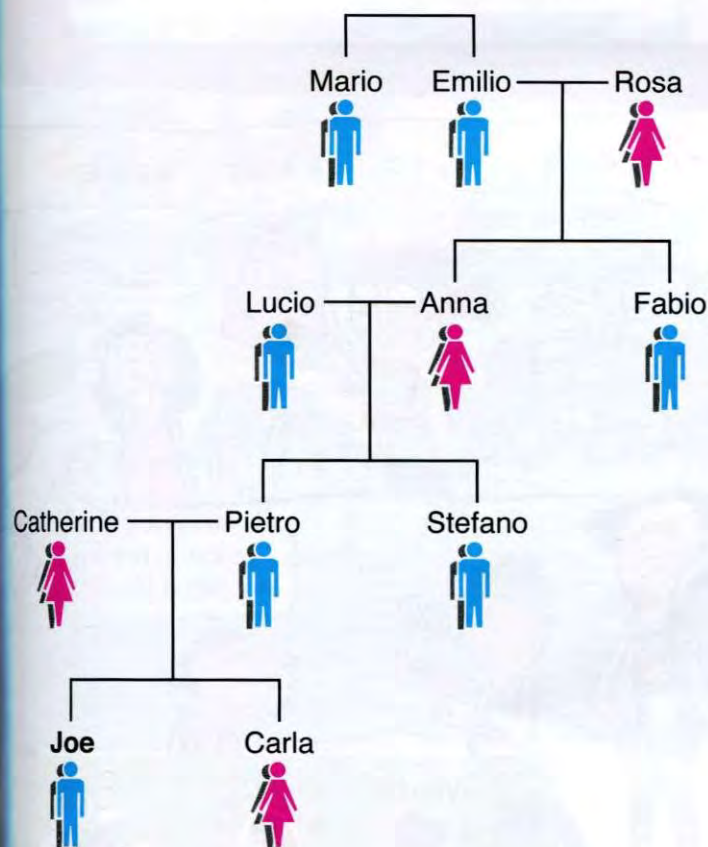 Mario Emilio Rosa
Lucio Anna Fabio
Catherine Pietro Stefano
Joe Carla